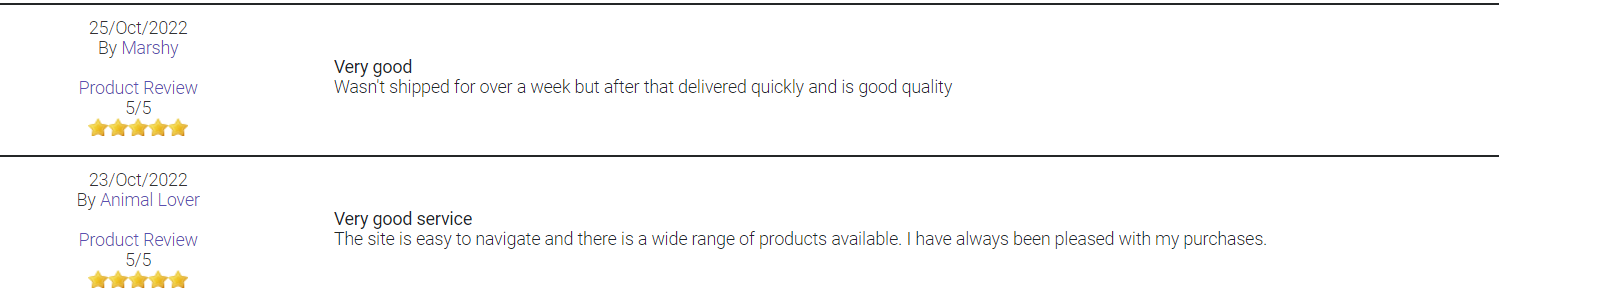 25/Oct/2022
By Marshy
Product Review
5/5
Very good
Wasn't shipped for over a week but after that delivered quickly and is good quality
23/Oct/2022
By Animal Lover
Product Review
5/5
Very good service
The site is easy to navigate and there is a wide range of products available. I have always been pleased with my purchases.